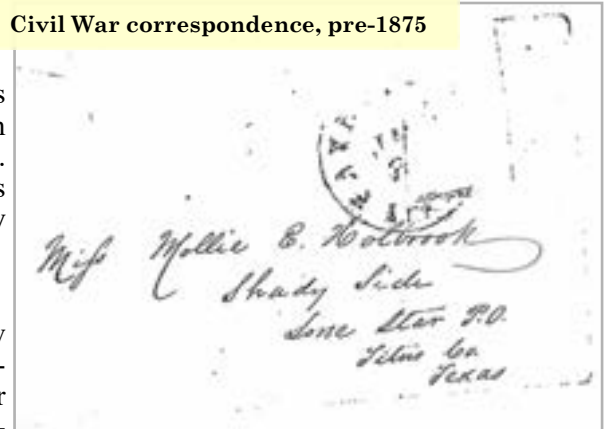 Civil War correspondence, pre-1875
Miss Mollie E. Holbrook
Shady Side
Lone Star P.O.
Titus Co.
Texas